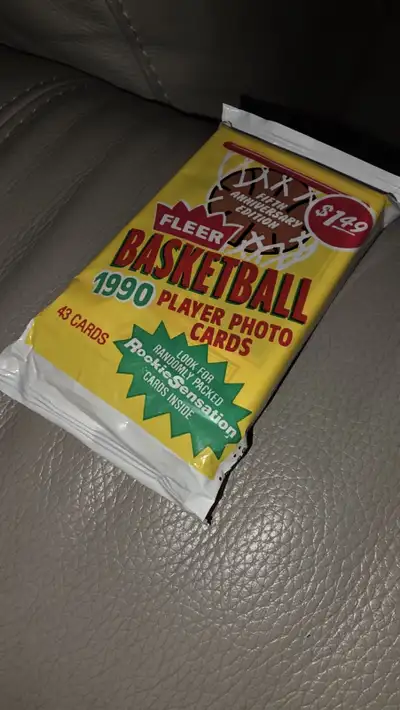 FIFTH
ANNIVERSARY
EDITION
$1.49
FLEER
BASKETBALL
1990 PLAYER PHOTO
CARDS
43 CARDS
LOOK FOR
RANDOMLY PACKED
RookieSensation
CARDS INSIDE